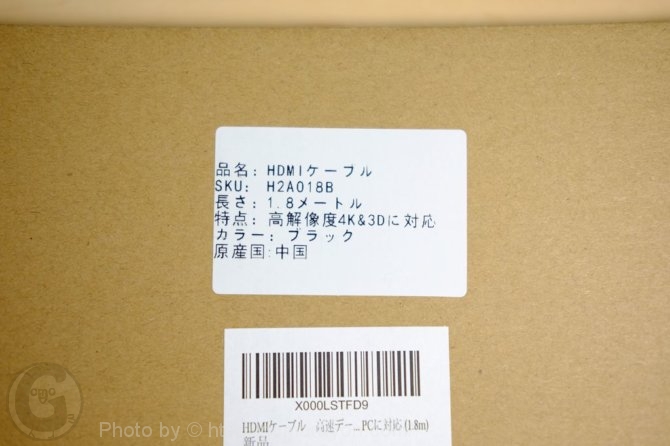 品名: HDMIケーブル
SKU: H2A018B
長さ: 1.8メートル
特点: 高解像度4K&3Dに対応
カラー: ブラック
原産国:中国
X000LSTFD9
HDMIケーブル 高速デー...PCに対応 (1.8m)
新品
Photo by © ht